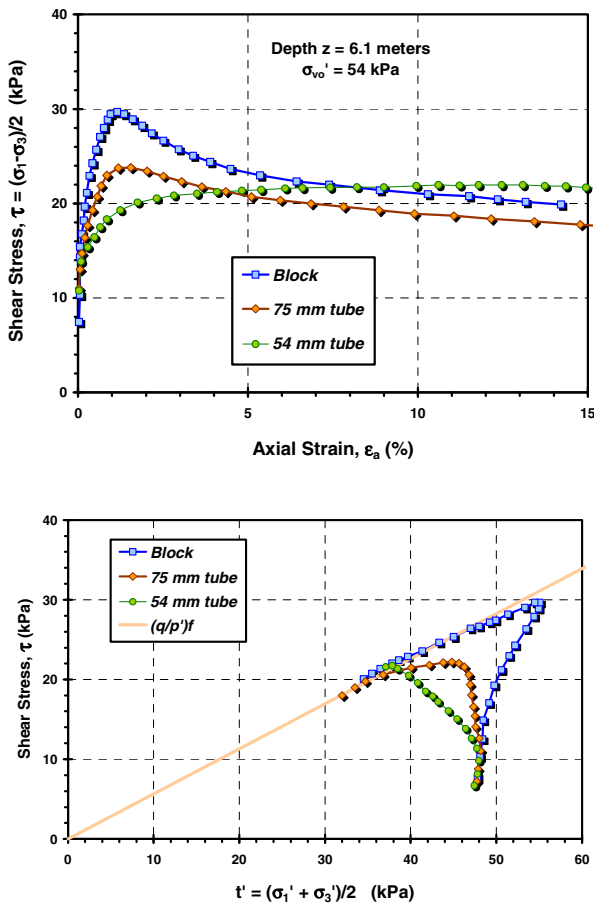 Depth z = 6.1 meters
σvo' = 54 kPa
Shear Stress, τ = (σ1-σ3)/2 (kPa)
40
30
20
10
0
Block
75 mm tube
54 mm tube
0 5 10 15
Axial Strain, εa (%)
Shear Stress, τ (kPa)
40
30
20
10
0
Block
75 mm tube
54 mm tube
(q/p')f
0 10 20 30 40 50 60
t' = (σ1' + σ3')/2 (kPa)